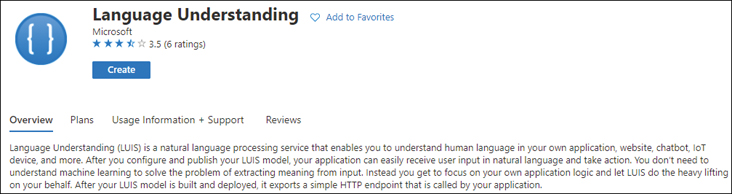 { }
Language Understanding
Add to Favorites
Microsoft
3.5 (6 ratings)
Create
Overview Plans Usage Information + Support Reviews
Language Understanding (LUIS) is a natural language processing service that enables you to understand human language in your own application, website, chatbot, IoT
device, and more. After you configure and publish your LUIS model, your application can easily receive user input in natural language and take action. You don't need to
understand machine learning to solve the problem of extracting meaning from input. Instead you get to focus on your own application logic and let LUIS do the heavy lifting
on your behalf. After your LUIS model is built and deployed, it exports a simple HTTP endpoint that is called by your application.